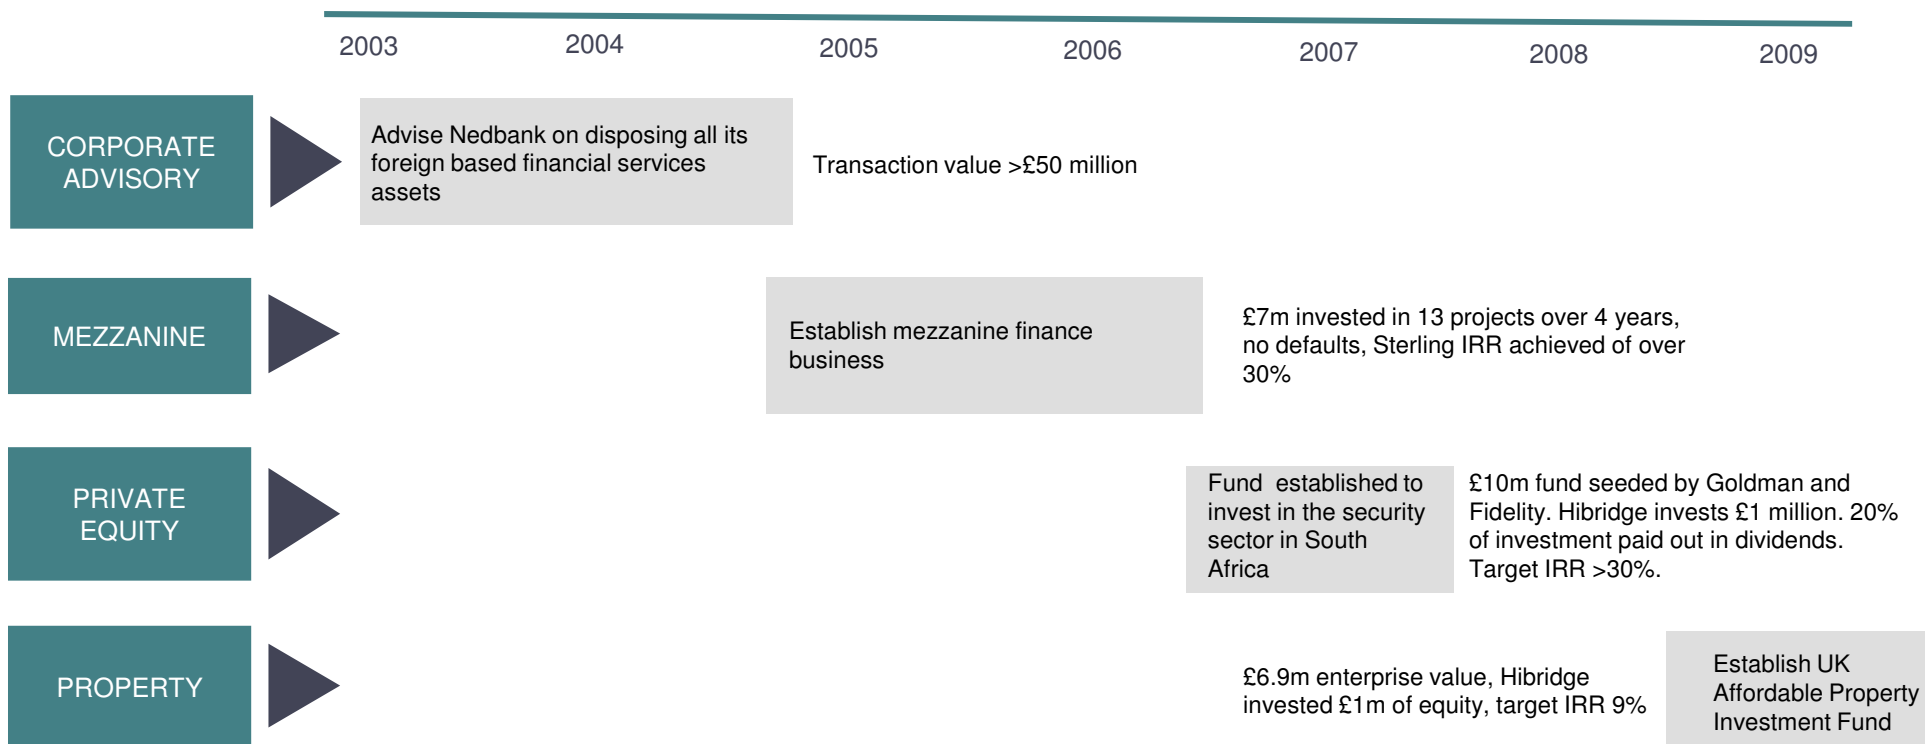 2003 2004 2005 2006 2007 2008 2009
CORPORATE
ADVISORY
Advise Nedbank on disposing all its
foreign based financial services
assets
Transaction value >£50 million
MEZZANINE
Establish mezzanine finance
business
£7m invested in 13 projects over 4 years,
no defaults, Sterling IRR achieved of over
30%
PRIVATE
EQUITY
Fund established to
invest in the security
sector in South
Africa
£10m fund seeded by Goldman and
Fidelity. Hibridge invests £1 million. 20%
of investment paid out in dividends.
Target IRR >30%.
PROPERTY
£6.9m enterprise value, Hibridge
invested £1m of equity, target IRR 9%
Establish UK
Affordable Property
Investment Fund